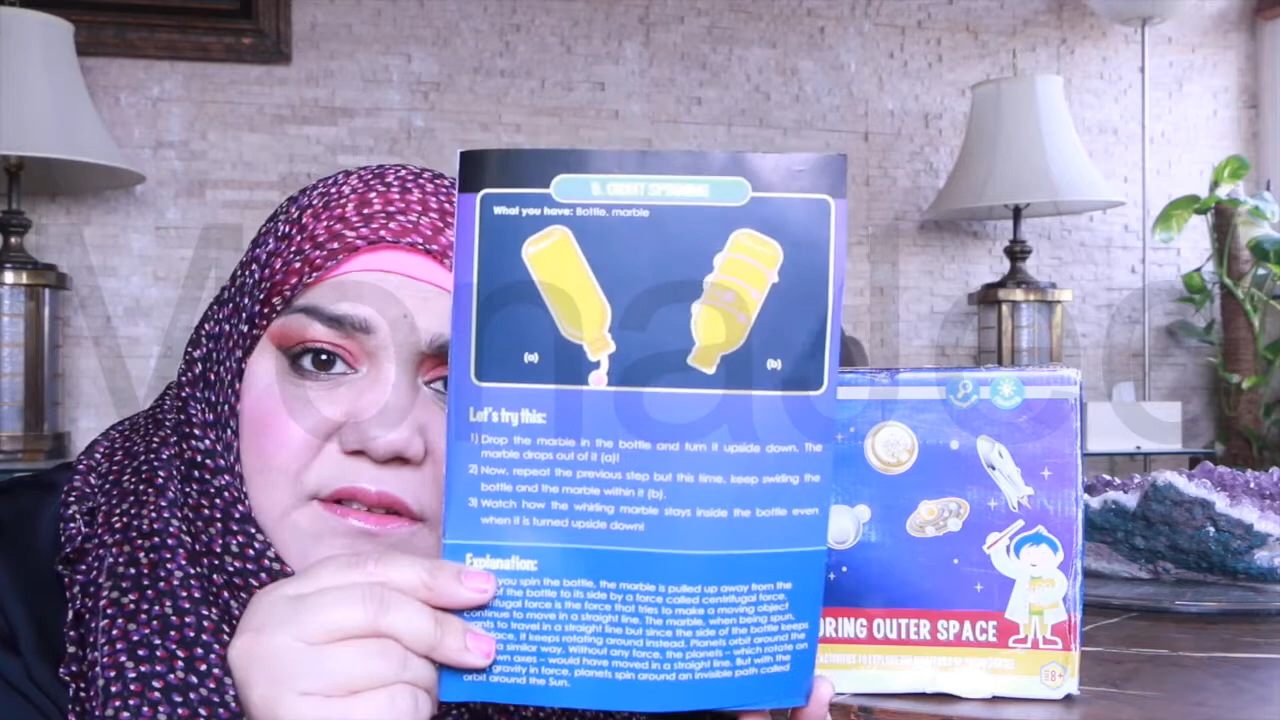 What you have: Bottle, marble
(a)
(b)
Let's try this:
1) Drop the marble in the bottle and turn it upside down. The
marble drops out of it (a)!
2) Now, repeat the previous step but this time, keep swirling the
bottle and the marble within it (b).
3) Watch how the whirling marble stays inside the bottle even
when it is turned upside down!
Explanation:
you spin the bottle, the marble is pulled up away from the
of the bottle to its side by a force called centrifugal force.
ifugal force is the force that tries to make a moving object
continue to move in a straight line. The marble, when being spun,
ants to travel in a straight line but since the side of the bottle keeps
lace, it keeps rotating around instead. Planets orbit around the
a similar way. Without any force, the planets – which rotate on
wn axes – would have moved in a straight line. But with the
gravity in force, planets spin around an invisible path called
orbit around the Sun.
ORING OUTER SPACE
8+